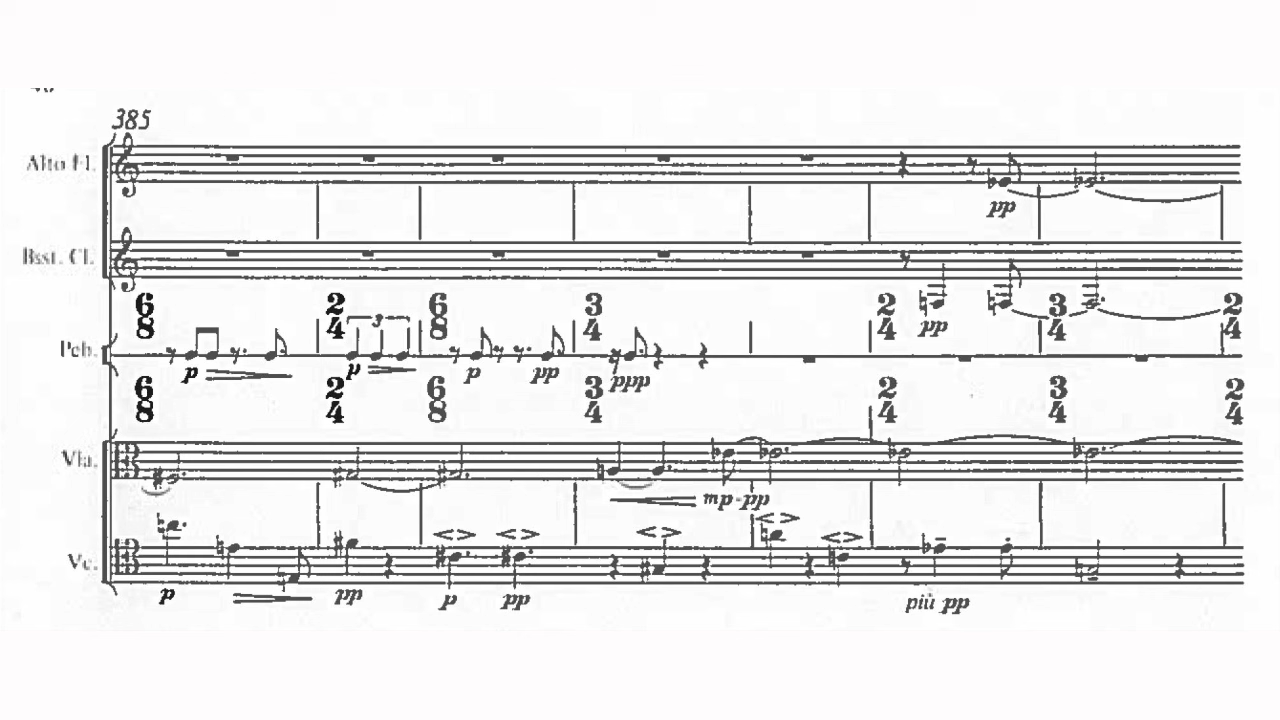 385
Alto Fl.
pp
Bsst. Cl.
6 2 6 3 2 3 2
8 4 8 4 4 4 4
pp
3
Peb.
p p p pp ppp
6 2 6 3 2 3 2
8 4 8 4 4 4 4
Vla.
mp-pp
Vc.
p pp p pp più pp